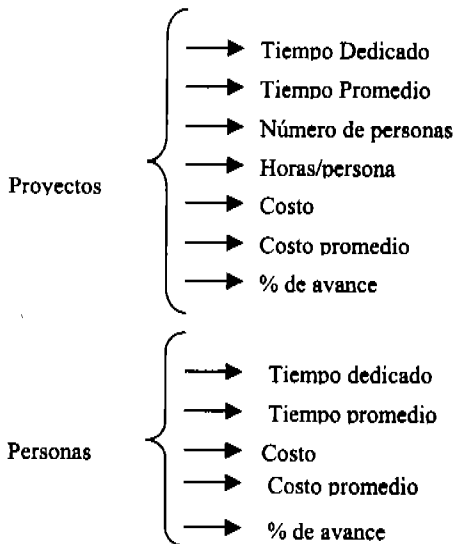 Tiempo Dedicado
Tiempo Promedio
Número de personas
Horas/persona
Proyectos
Costo
Costo promedio
% de avance
Tiempo dedicado
Tiempo promedio
Personas
Costo
Costo promedio
% de avance